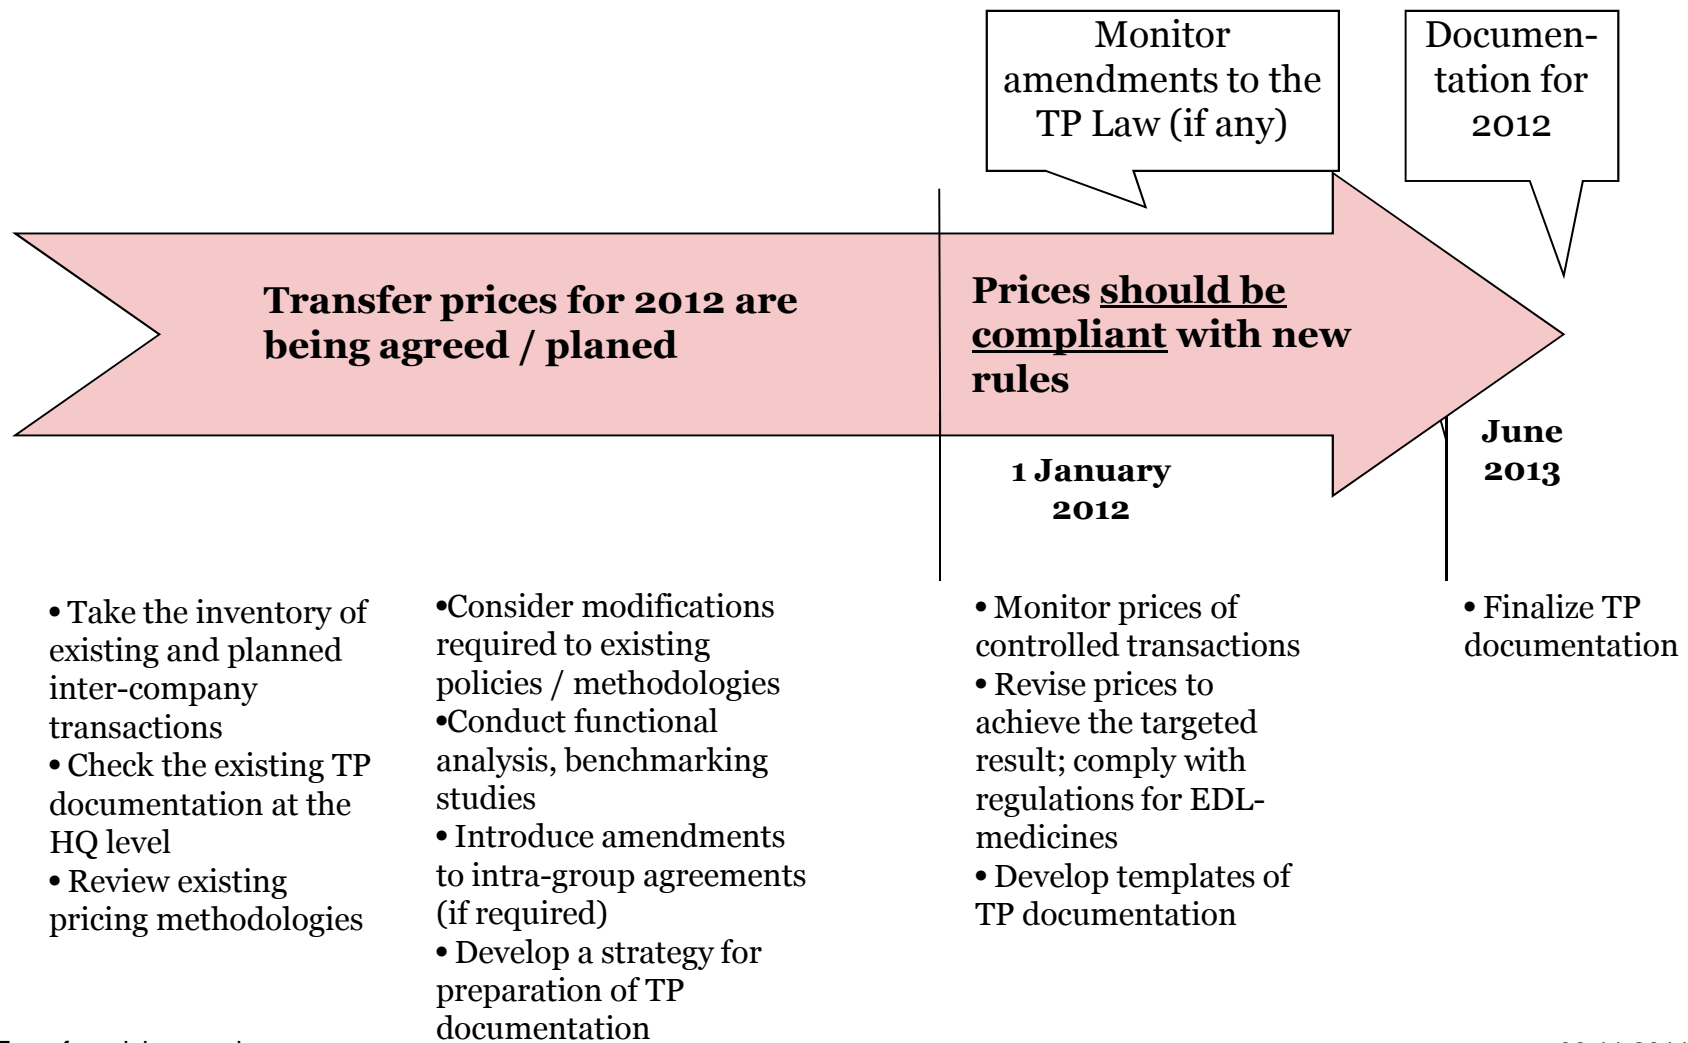 Monitor
amendments to the
TP Law (if any)
Documen-
tation for
2012
Transfer prices for 2012 are
being agreed / planed
Prices should be
compliant with new
rules
1 January
2012
June
2013
• Take the inventory of
existing and planned
inter-company
transactions
• Check the existing TP
documentation at the
HQ level
• Review existing
pricing methodologies
•Consider modifications
required to existing
policies / methodologies
•Conduct functional
analysis, benchmarking
studies
• Introduce amendments
to intra-group agreements
(if required)
• Develop a strategy for
preparation of TP
documentation
• Monitor prices of
controlled transactions
• Revise prices to
achieve the targeted
result; comply with
regulations for EDL-
medicines
• Develop templates of
TP documentation
• Finalize TP
documentation